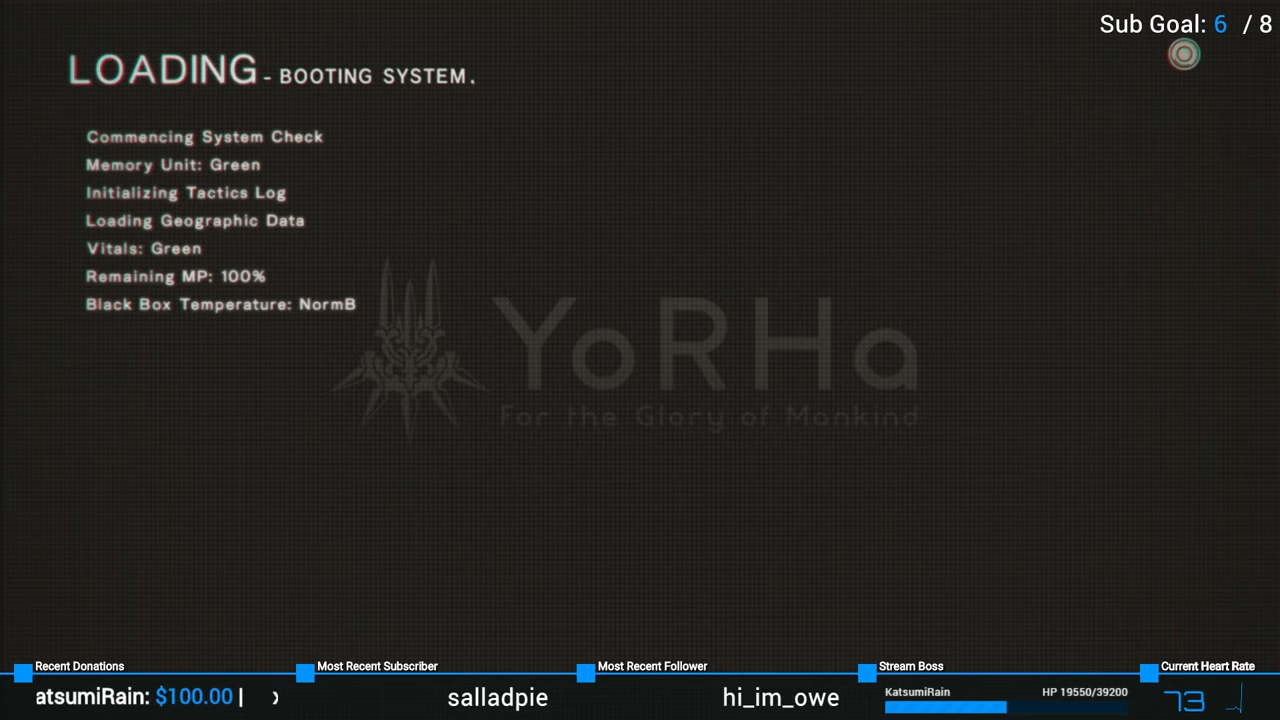 Sub Goal: 6 / 8
LOADING - BOOTING SYSTEM.
Commencing System Check
Memory Unit: Green
Initializing Tactics Log
Loading Geographic Data
Vitals: Green
Remaining MP: 100%
Black Box Temperature: NormB
YoRHa
For the Glory of Mankind
Recent Donations
Most Recent Subscriber
Most Recent Follower
Stream Boss
Current Heart Rate
atsumiRain: $100.00 |
salladpie
hi_im_owe
KatsumiRain
HP 19550/39200
73